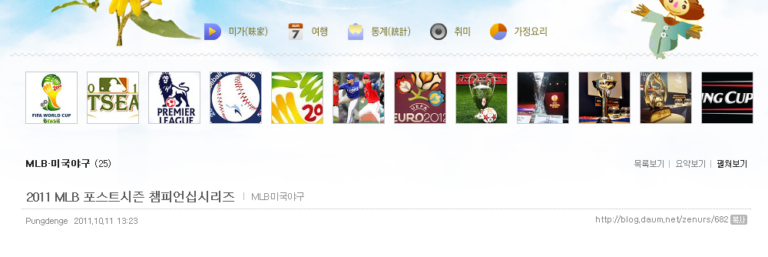 미가(味家) 여행 통계(統計) 취미 가정요리
7
FIFA WORLD CUP
TSEA
PREMIER LEAGUE
20
UEFA
EURO2012
NG CUP
MLB·미국야구 (25) 목록보기 | 요약보기 | 펼쳐보기
2011 MLB 포스트시즌 챔피언십시리즈 | MLB미국야구
Pungdenge 2011,10,11 13:23 http://blog.daum.net/zenurs/682 복사